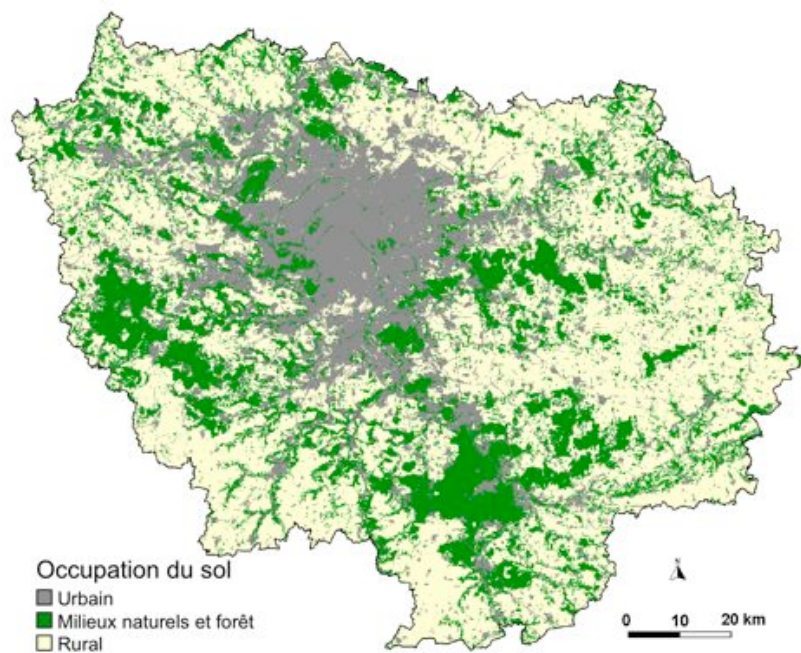 Occupation du sol
Urbain
Milieux naturels et forêt
Rural
N
0 10 20 km